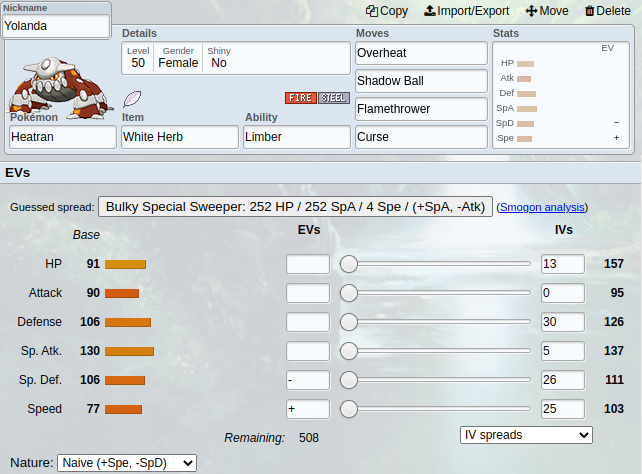 Nickname
Yolanda
Copy Import/Export Move Delete
Details
Level Gender Shiny
50 Female No
FIRE STEEL
Pokémon
Heatran
Item
White Herb
Ability
Limber
Moves
Overheat
Shadow Ball
Flamethrower
Curse
Stats
EV
HP
Atk
Def
SpA
SpD −
Spe +
EVs
Guessed spread: Bulky Special Sweeper: 252 HP / 252 SpA / 4 Spe / (+SpA, -Atk) (Smogon analysis)
Base EVs IVs
HP 91 13 157
Attack 90 0 95
Defense 106 30 126
Sp. Atk. 130 5 137
Sp. Def. 106 - 26 111
Speed 77 + 25 103
Remaining: 508 IV spreads
Nature: Naive (+Spe, -SpD)